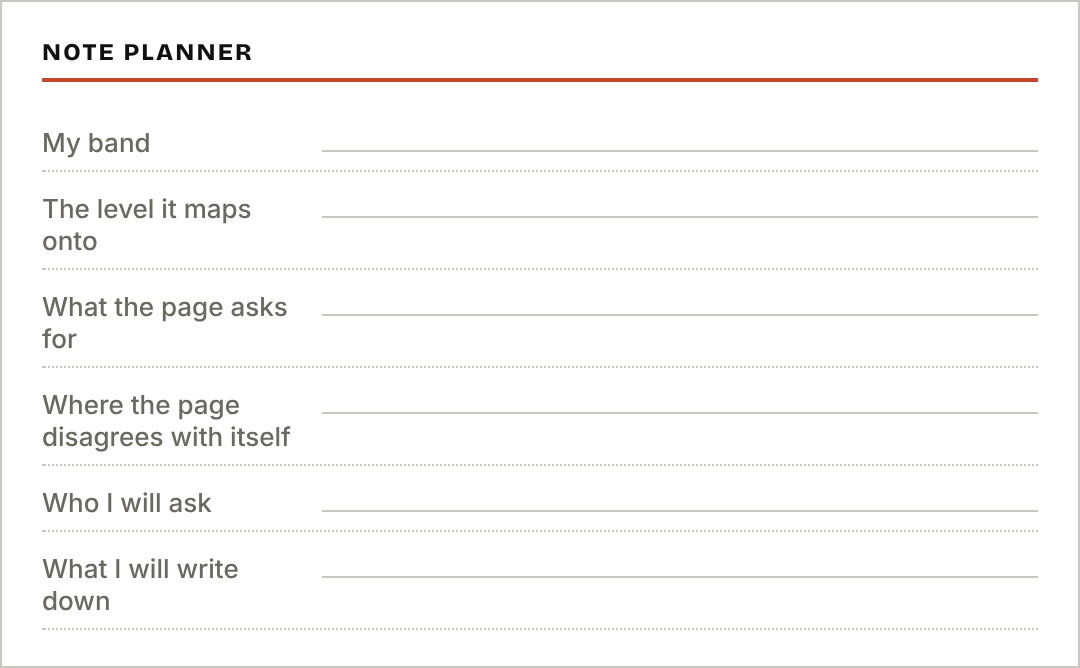 NOTE PLANNER
My band
The level it maps
onto
What the page asks
for
Where the page
disagrees with itself
Who I will ask
What I will write
down